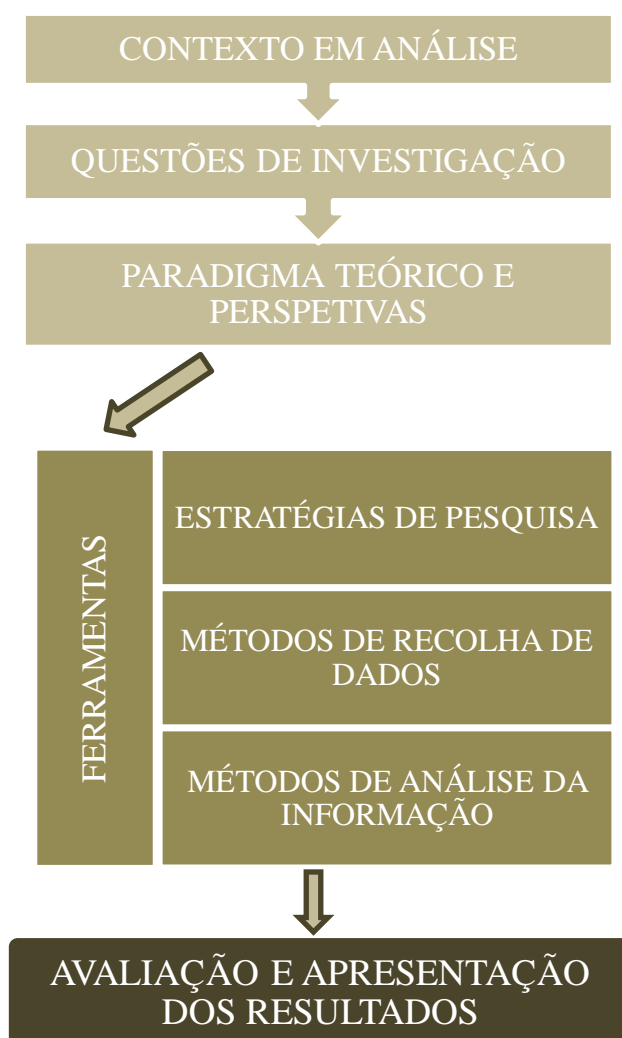 CONTEXTO EM ANÁLISE
QUESTÕES DE INVESTIGAÇÃO
PARADIGMA TEÓRICO E
PERSPETIVAS
FERRAMENTAS
ESTRATÉGIAS DE PESQUISA
MÉTODOS DE RECOLHA DE
DADOS
MÉTODOS DE ANÁLISE DA
INFORMAÇÃO
AVALIAÇÃO E APRESENTAÇÃO
DOS RESULTADOS